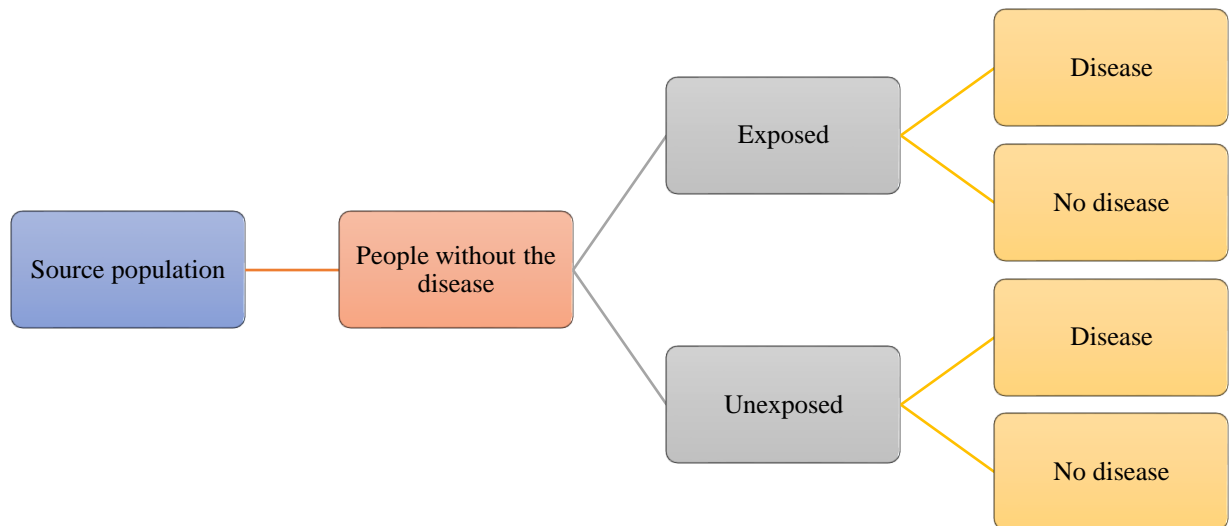 Source population
People without the
disease
Exposed
Unexposed
Disease
No disease
Disease
No disease